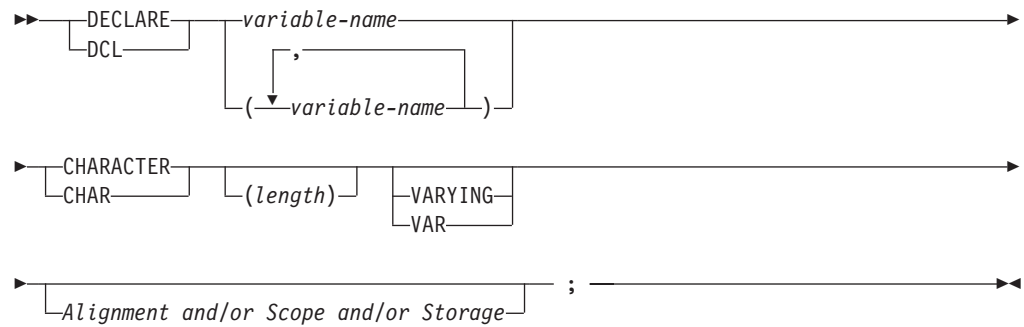 DECLARE variable-name
DCL
,
( variable-name )
CHARACTER
CHAR (length) VARYING
VAR
;
Alignment and/or Scope and/or Storage